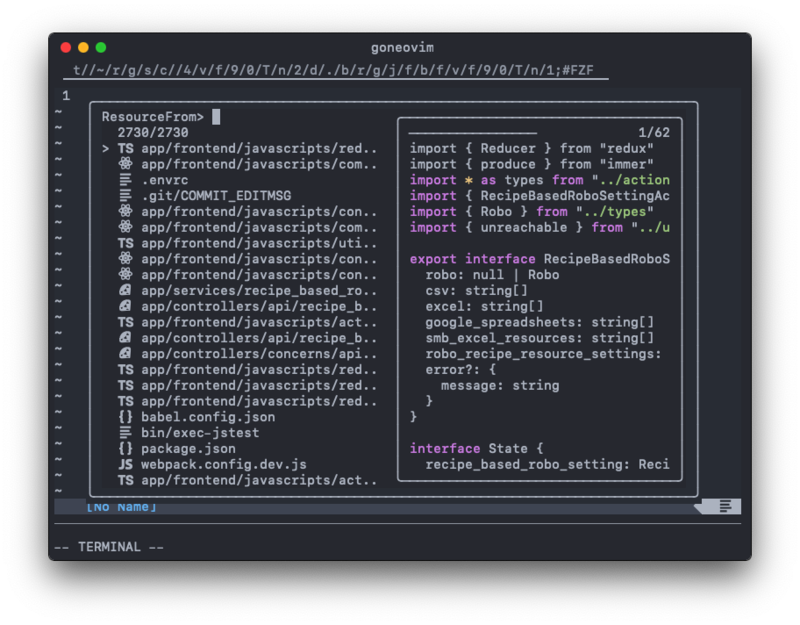 goneovim
t//~/r/g/s/c//4/v/f/9/0/T/n/2/d/./b/r/g/j/f/b/f/v/f/9/0/T/n/1;#FZF
1
ResourceFrom>
2730/2730
> TS app/frontend/javascripts/red..
app/frontend/javascripts/com..
.envrc
.git/COMMIT_EDITMSG
app/frontend/javascripts/con..
app/frontend/javascripts/com..
TS app/frontend/javascripts/uti..
app/frontend/javascripts/con..
app/frontend/javascripts/con..
app/services/recipe_based_ro..
app/controllers/api/recipe_b..
TS app/frontend/javascripts/act..
app/controllers/api/recipe_b..
app/controllers/concerns/api..
TS app/frontend/javascripts/red..
TS app/frontend/javascripts/red..
TS app/frontend/javascripts/red..
{} babel.config.json
bin/exec-jstest
{} package.json
JS webpack.config.dev.js
TS app/frontend/javascripts/act..
1/62
import { Reducer } from "redux"
import { produce } from "immer"
import * as types from "../action
import { RecipeBasedRoboSettingAc
import { Robo } from "../types"
import { unreachable } from "../u
export interface RecipeBasedRoboS
robo: null | Robo
csv: string[]
excel: string[]
google_spreadsheets: string[]
smb_excel_resources: string[]
robo_recipe_resource_settings:
error?: {
message: string
}
}
interface State {
recipe_based_robo_setting: Reci
[No Name]
-- TERMINAL --